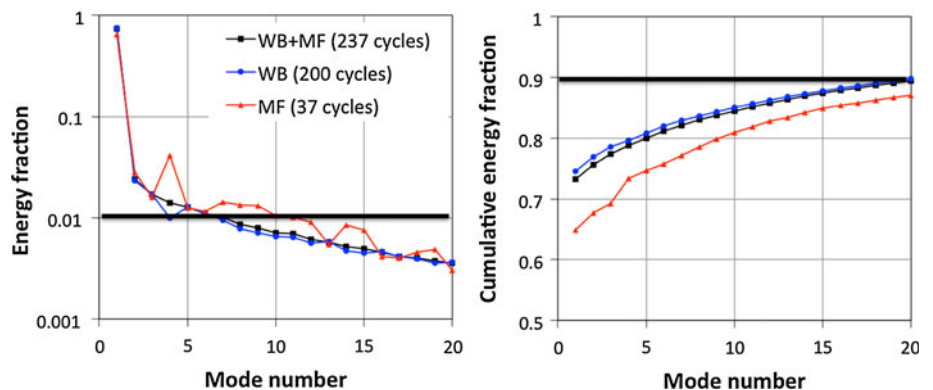 Energy fraction
1
0.1
0.01
0.001
WB+MF (237 cycles)
WB (200 cycles)
MF (37 cycles)
0 5 10 15 20
Mode number
Cumulative energy fraction
1
0.9
0.8
0.7
0.6
0.5
0 5 10 15 20
Mode number